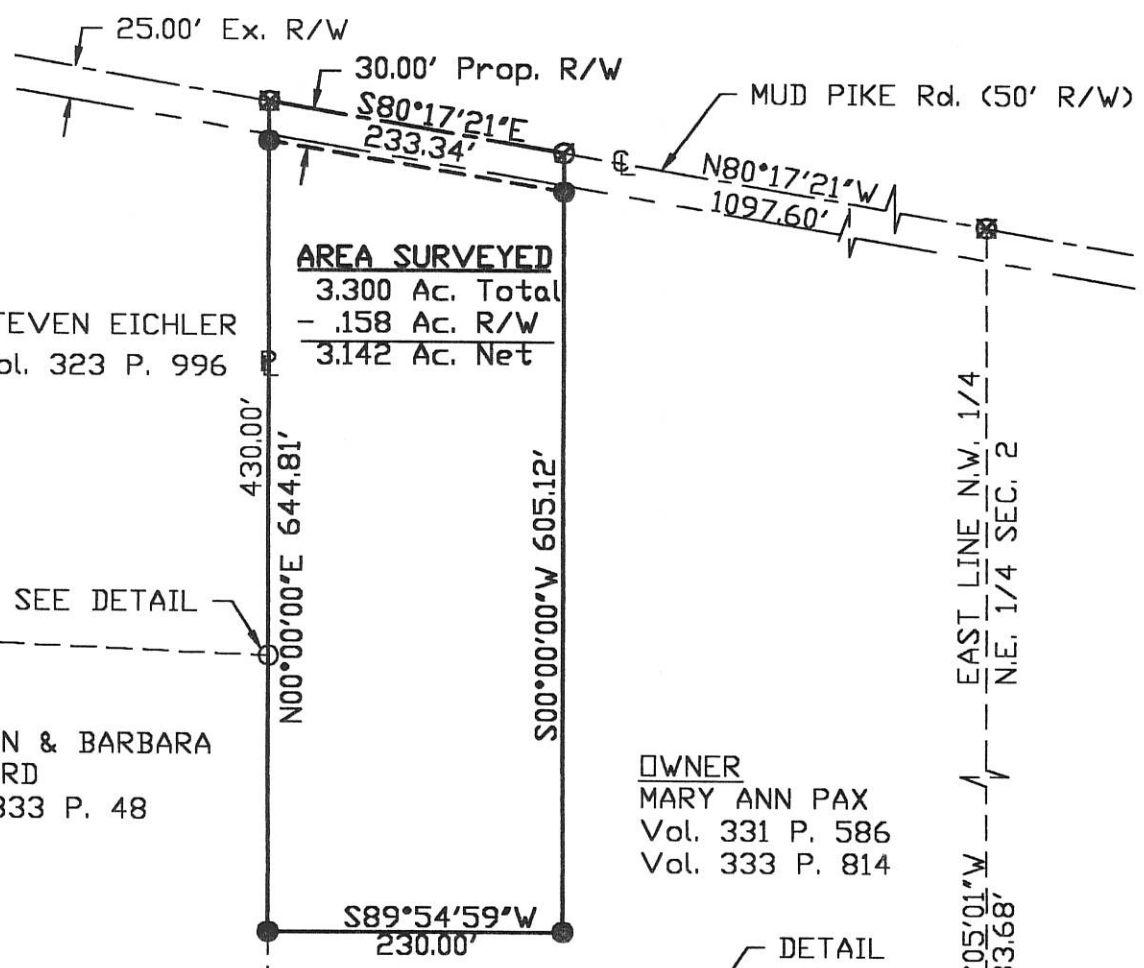 25.00' Ex. R/W
30.00' Prop. R/W
MUD PIKE Rd. (50' R/W)
S80°17'21"E
233.34'
℄
N80°17'21"W
1097.60'
AREA SURVEYED
3.300 Ac. Total
- .158 Ac. R/W
3.142 Ac. Net
TEVEN EICHLER
ol. 323 P. 996
430.00'
N00°00'00"E 644.81'
S00°00'00"W 605.12'
EAST LINE N.W. 1/4
N.E. 1/4 SEC. 2
SEE DETAIL
N & BARBARA
RD
333 P. 48
OWNER
MARY ANN PAX
Vol. 331 P. 586
Vol. 333 P. 814
S89°54'59"W
230.00'
DETAIL
°05'01"W
33.68'